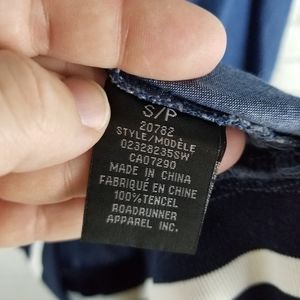 S/P
20782
STYLE/MODÈLE
02328235SW
CA07290
MADE IN CHINA
FABRIQUÉ EN CHINE
100%TENCEL
ROADRUNNER
APPAREL INC.